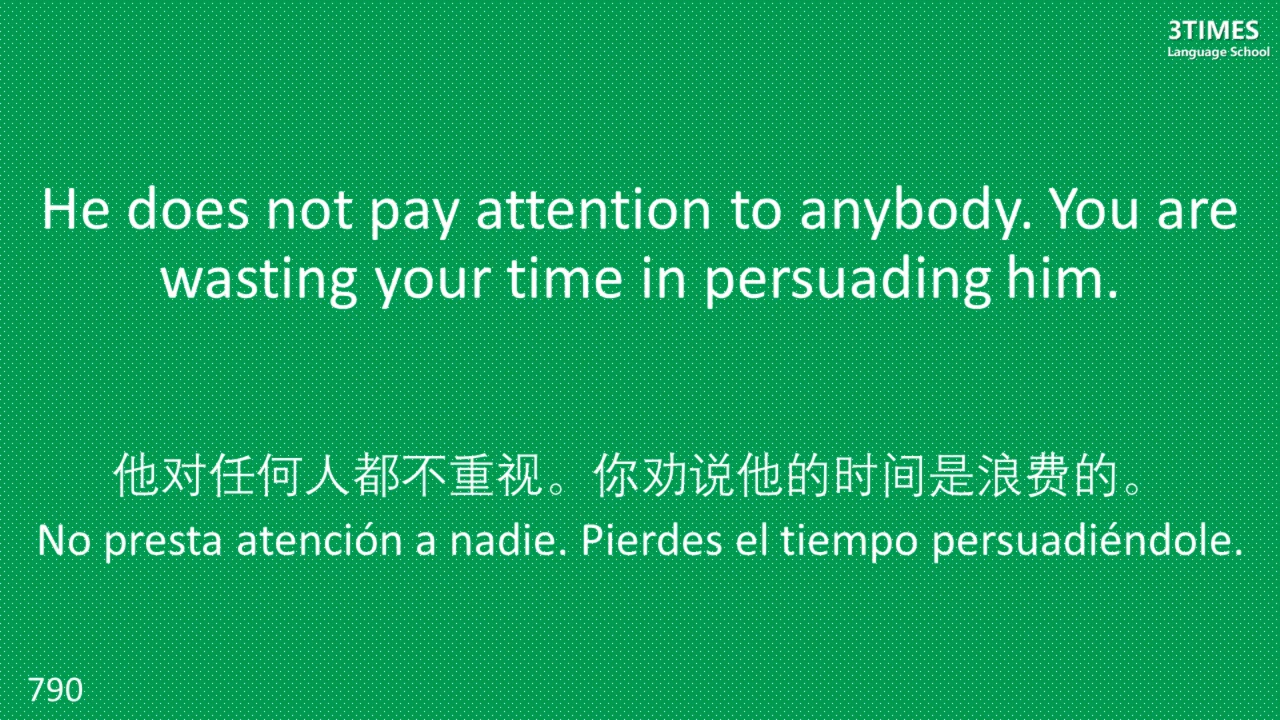 3TIMES
Language School
He does not pay attention to anybody. You are
wasting your time in persuading him.
他对任何人都不重视。你劝说他的时间是浪费的。
No presta atención a nadie. Pierdes el tiempo persuadiéndole.
790